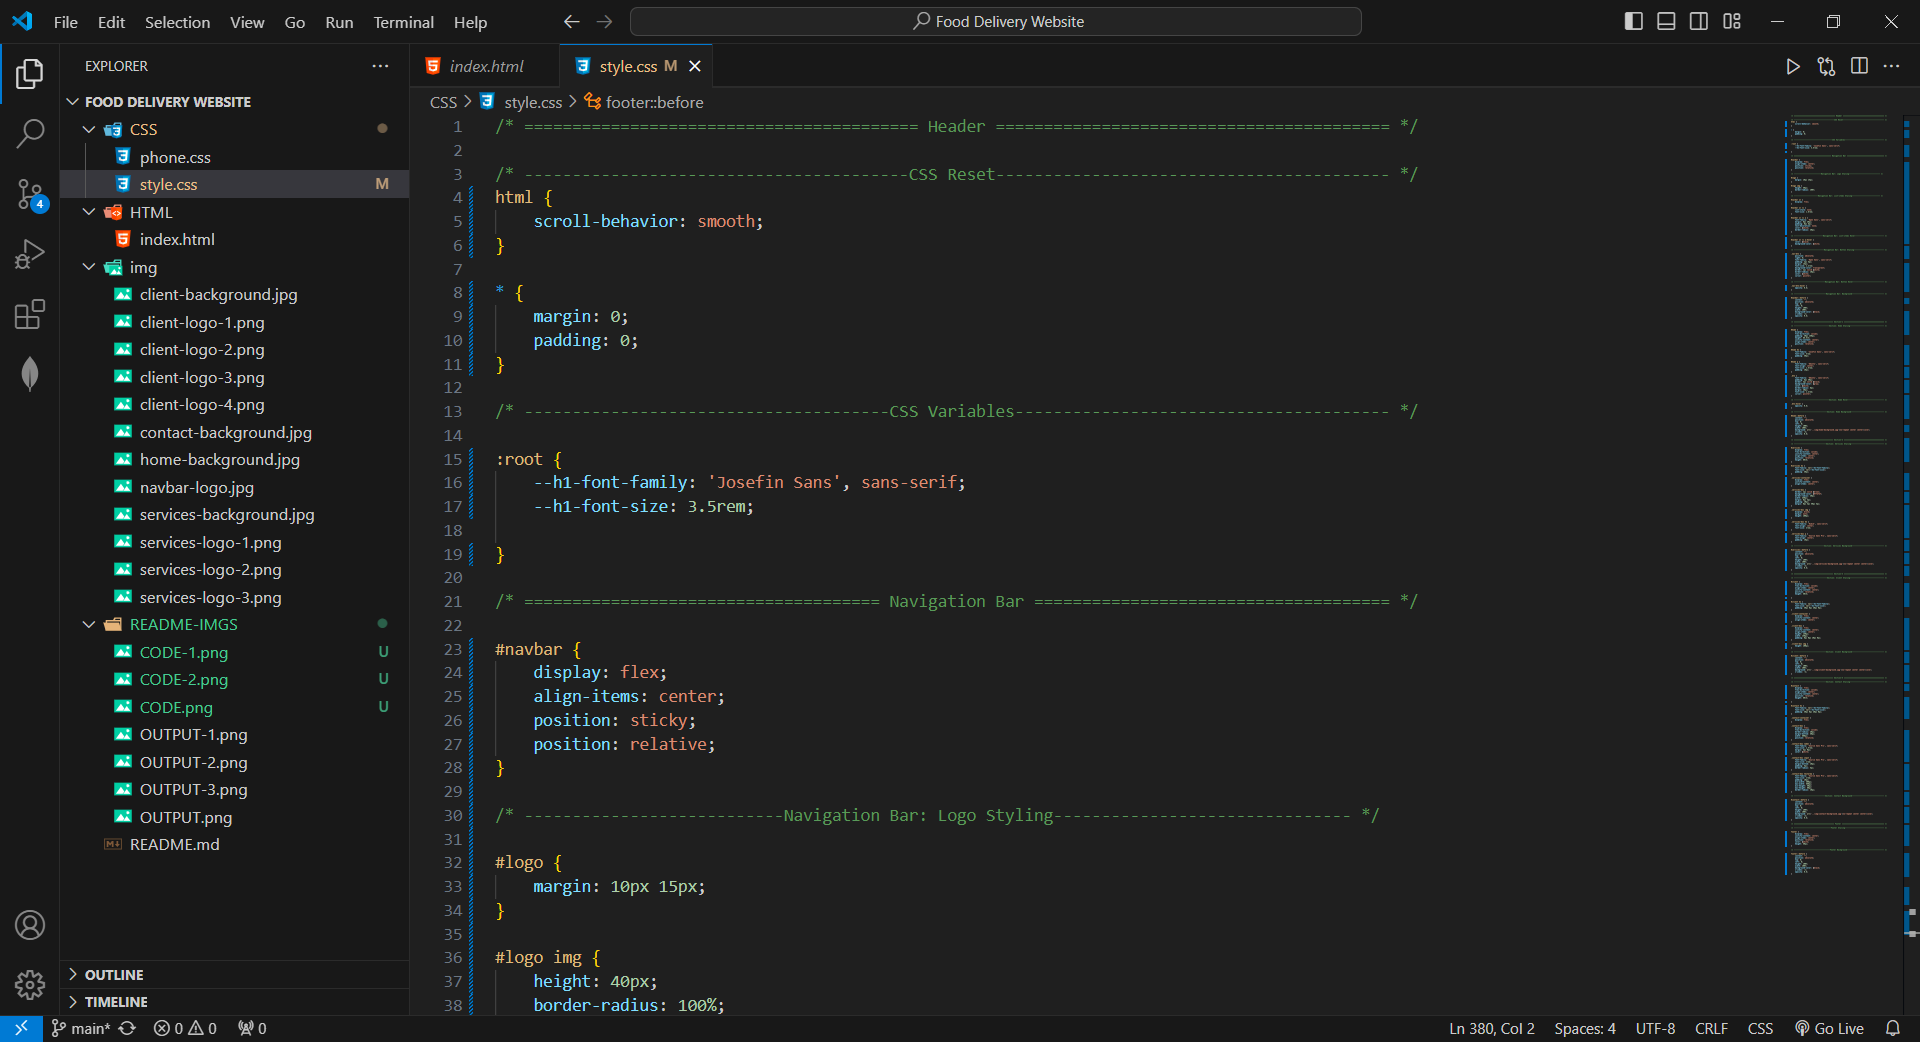 File Edit Selection View Go Run Terminal Help
Food Delivery Website
EXPLORER
FOOD DELIVERY WEBSITE
CSS
phone.css
style.css M
HTML
index.html
img
client-background.jpg
client-logo-1.png
client-logo-2.png
client-logo-3.png
client-logo-4.png
contact-background.jpg
home-background.jpg
navbar-logo.jpg
services-background.jpg
services-logo-1.png
services-logo-2.png
services-logo-3.png
README-IMGS
CODE-1.png U
CODE-2.png U
CODE.png U
OUTPUT-1.png
OUTPUT-2.png
OUTPUT-3.png
OUTPUT.png
README.md
OUTLINE
TIMELINE
4
index.html
style.css M
CSS > style.css > footer::before
1 /* ========================================= Header ========================================= */
2
3 /* ----------------------------------------CSS Reset----------------------------------------- */
4 html {
5 scroll-behavior: smooth;
6 }
7
8 * {
9 margin: 0;
10 padding: 0;
11 }
12
13 /* --------------------------------------CSS Variables--------------------------------------- */
14
15 :root {
16 --h1-font-family: 'Josefin Sans', sans-serif;
17 --h1-font-size: 3.5rem;
18
19 }
20
21 /* ===================================== Navigation Bar ===================================== */
22
23 #navbar {
24 display: flex;
25 align-items: center;
26 position: sticky;
27 position: relative;
28 }
29
30 /* ---------------------------Navigation Bar: Logo Styling------------------------------- */
31
32 #logo {
33 margin: 10px 15px;
34 }
35
36 #logo img {
37 height: 40px;
38 border-radius: 100%;
main* 0 0 0
Ln 380, Col 2 Spaces: 4 UTF-8 CRLF CSS Go Live